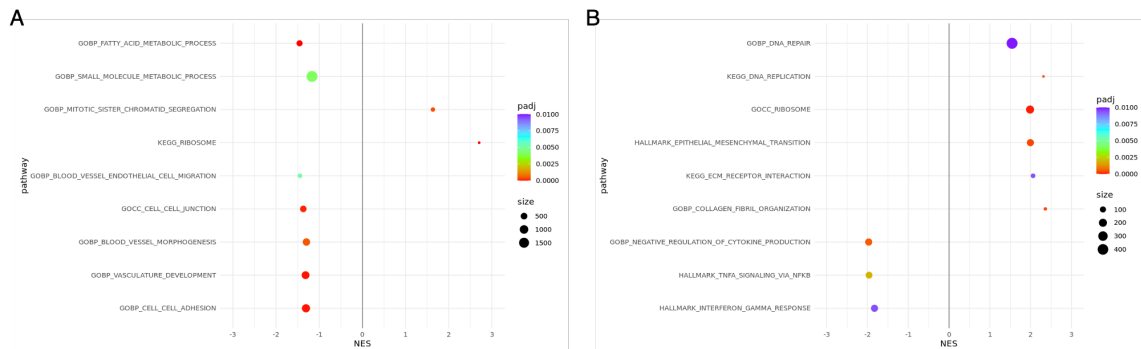 A
GOBP_FATTY_ACID_METABOLIC_PROCESS
GOBP_SMALL_MOLECULE_METABOLIC_PROCESS
GOBP_MITOTIC_SISTER_CHROMATID_SEGREGATION
KEGG_RIBOSOME
GOBP_BLOOD_VESSEL_ENDOTHELIAL_CELL_MIGRATION
GOCC_CELL_CELL_JUNCTION
GOBP_BLOOD_VESSEL_MORPHOGENESIS
GOBP_VASCULATURE_DEVELOPMENT
GOBP_CELL_CELL_ADHESION
pathway
-3 -2 -1 0 1 2 3
NES
padj
0.0100
0.0075
0.0050
0.0025
0.0000
size
500
1000
1500
B
GOBP_DNA_REPAIR
KEGG_DNA_REPLICATION
GOCC_RIBOSOME
HALLMARK_EPITHELIAL_MESENCHYMAL_TRANSITION
KEGG_ECM_RECEPTOR_INTERACTION
GOBP_COLLAGEN_FIBRIL_ORGANIZATION
GOBP_NEGATIVE_REGULATION_OF_CYTOKINE_PRODUCTION
HALLMARK_TNFA_SIGNALING_VIA_NFKB
HALLMARK_INTERFERON_GAMMA_RESPONSE
pathway
-3 -2 -1 0 1 2 3
NES
padj
0.0100
0.0075
0.0050
0.0025
0.0000
size
100
200
300
400